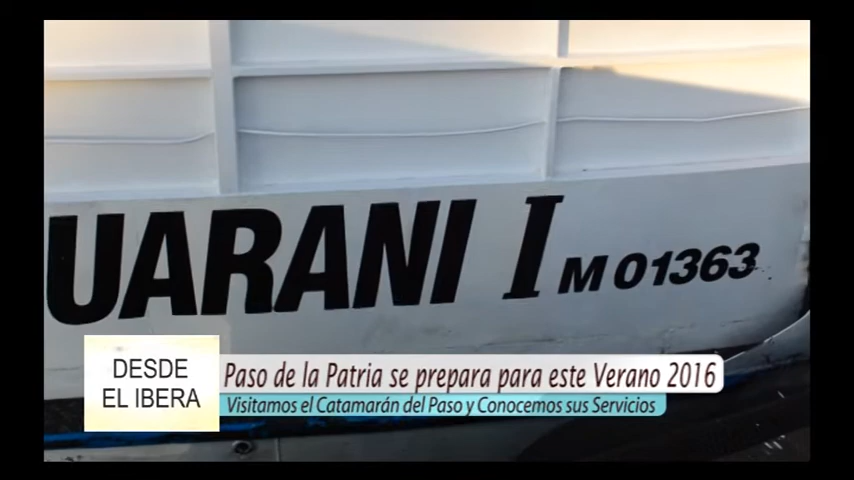 UARANI I M 01363
DESDE
EL IBERA
Paso de la Patria se prepara para este Verano 2016
Visitamos el Catamarán del Paso y Conocemos sus Servicios